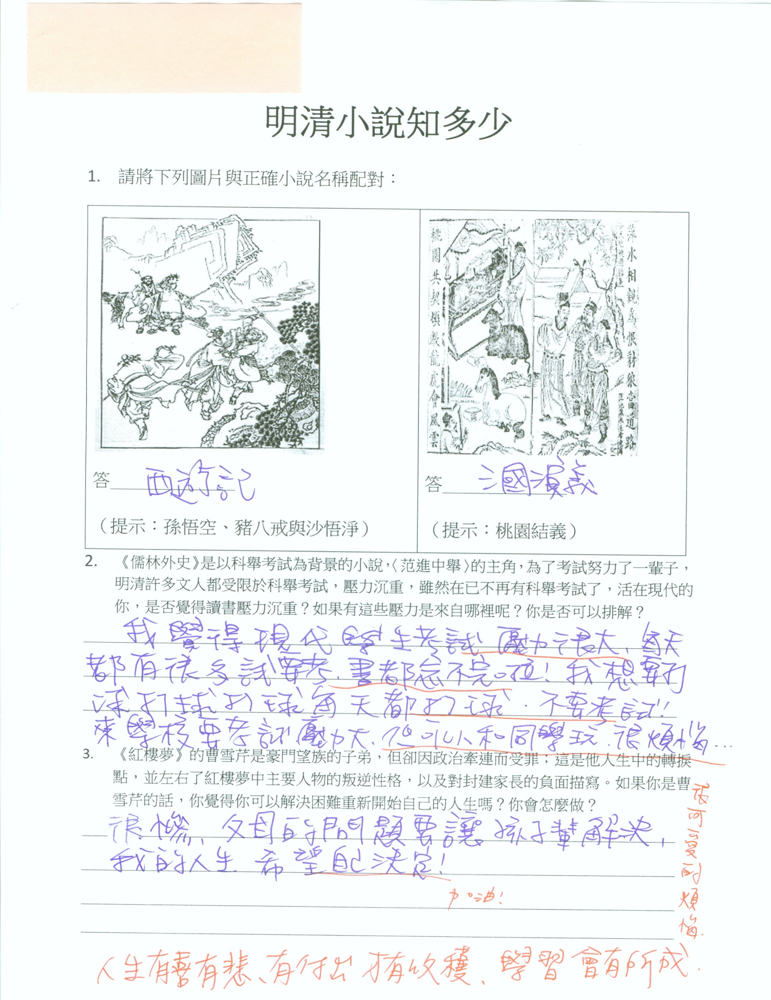 明清小說知多少
1. 請將下列圖片與正確小說名稱配對：
桃園共契頓教龍虎會風雲
萍水相親為恨豺狼當道路
答 西遊記
答 三國演義
（提示：孫悟空、豬八戒與沙悟淨）
（提示：桃園結義）
2. 《儒林外史》是以科舉考試為背景的小說，〈范進中舉〉的主角，為了考試努力了一輩子，
明清許多文人都受限於科舉考試，壓力沉重，雖然在已不再有科舉考試了，活在現代的
你，是否覺得讀書壓力沉重？如果有這些壓力是來自哪裡呢？你是否可以排解？
我覺得現代學生考試壓力很大、每天
都有很多試要考、書都念不完啦！我想要打
球打球打球每天都打球．不要考試！
來學校要考試壓力大、但可以和同學玩．很煩惱…
3. 《紅樓夢》的曹雪芹是豪門望族的子弟，但卻因政治牽連而受罪；這是他人生中的轉捩
點，並左右了紅樓夢中主要人物的叛逆性格，以及對封建家長的負面描寫。如果你是曹
雪芹的話，你覺得你可以解決困難重新開始自己的人生嗎？你會怎麼做？
很慘、父母的問題要讓孩子輩解決，
我的人生希望自己決定！
很可愛的煩惱．
加油！
人生有喜有悲、有付出才有收穫、學習會有所成．